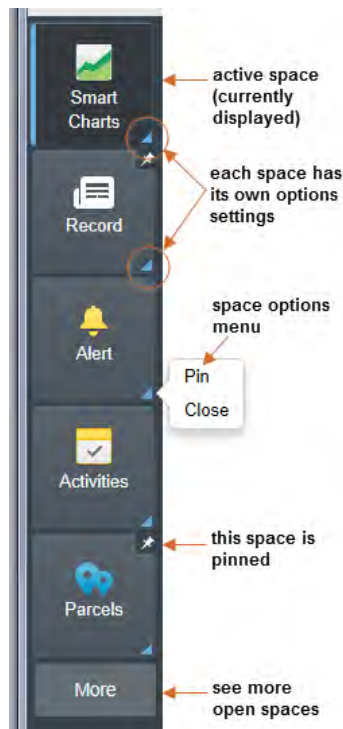 Smart
Charts
active space
(currently
displayed)
each space has
its own options
settings
Record
space options
menu
Alert
Pin
Close
Activities
this space is
pinned
Parcels
More
see more
open spaces